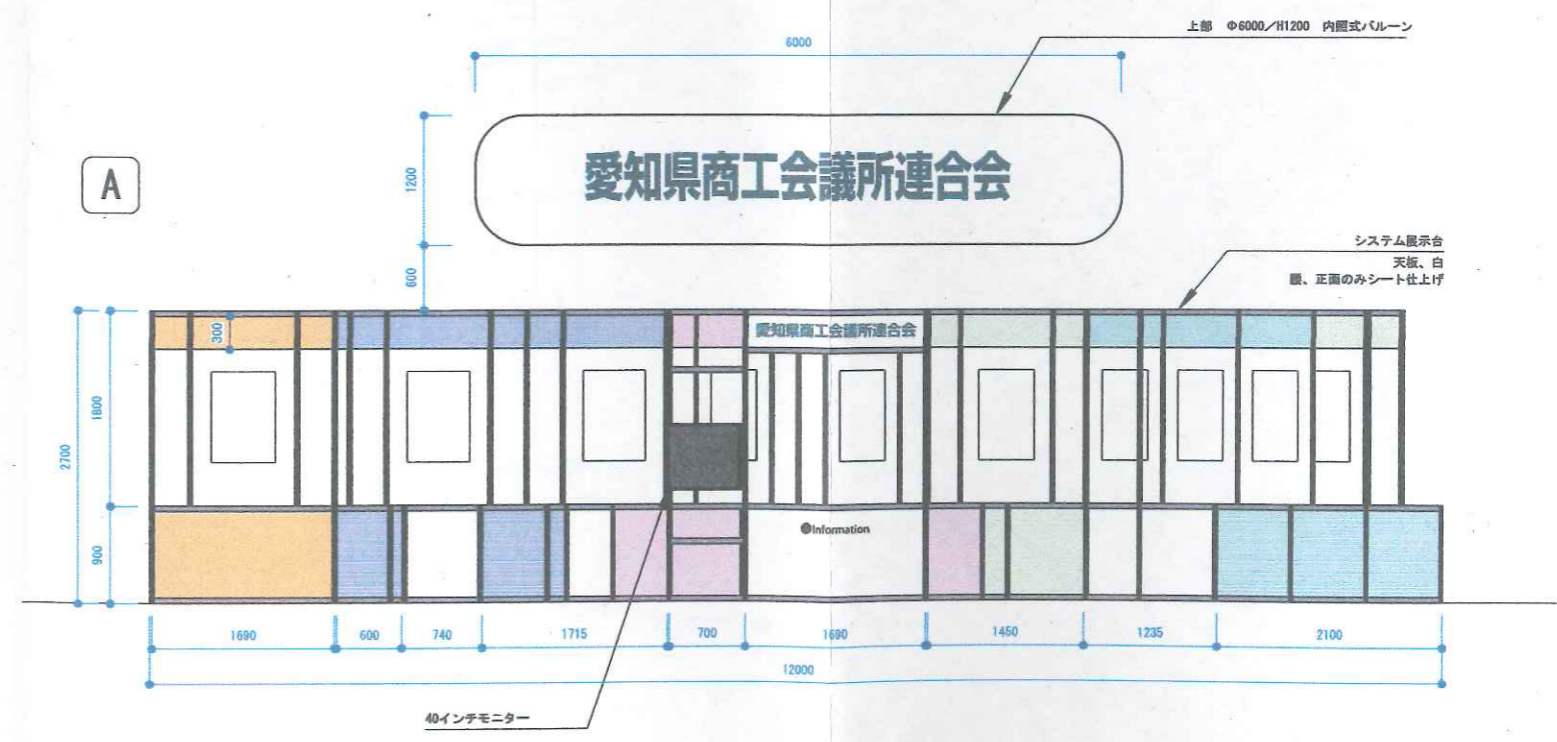 上部 Φ6000/H1200 内照式バルーン
6000
A
1200
愛知県商工会議所連合会
600
システム展示台
天板、白
腰、正面のみシート仕上げ
300
愛知県商工会議所連合会
2700
1800
900
●Information
1690
600
740
1715
700
1690
1450
1235
2100
12000
40インチモニター